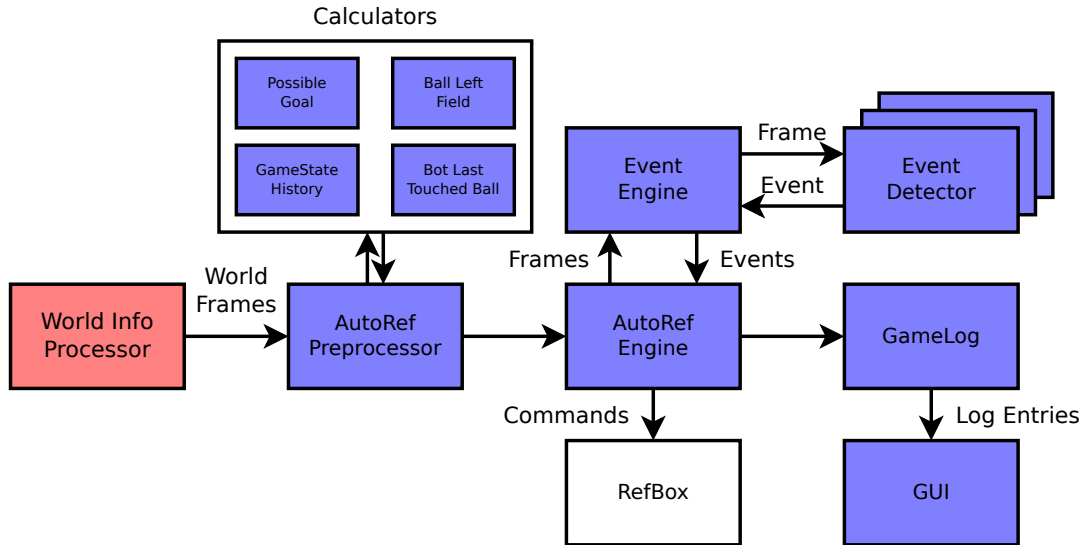 Calculators
Possible
Goal
Ball Left
Field
GameState
History
Bot Last
Touched Ball
Event
Engine
Frame
Event
Event
Detector
Frames
Events
World
Frames
World Info
Processor
AutoRef
Preprocessor
AutoRef
Engine
GameLog
Commands
Log Entries
RefBox
GUI